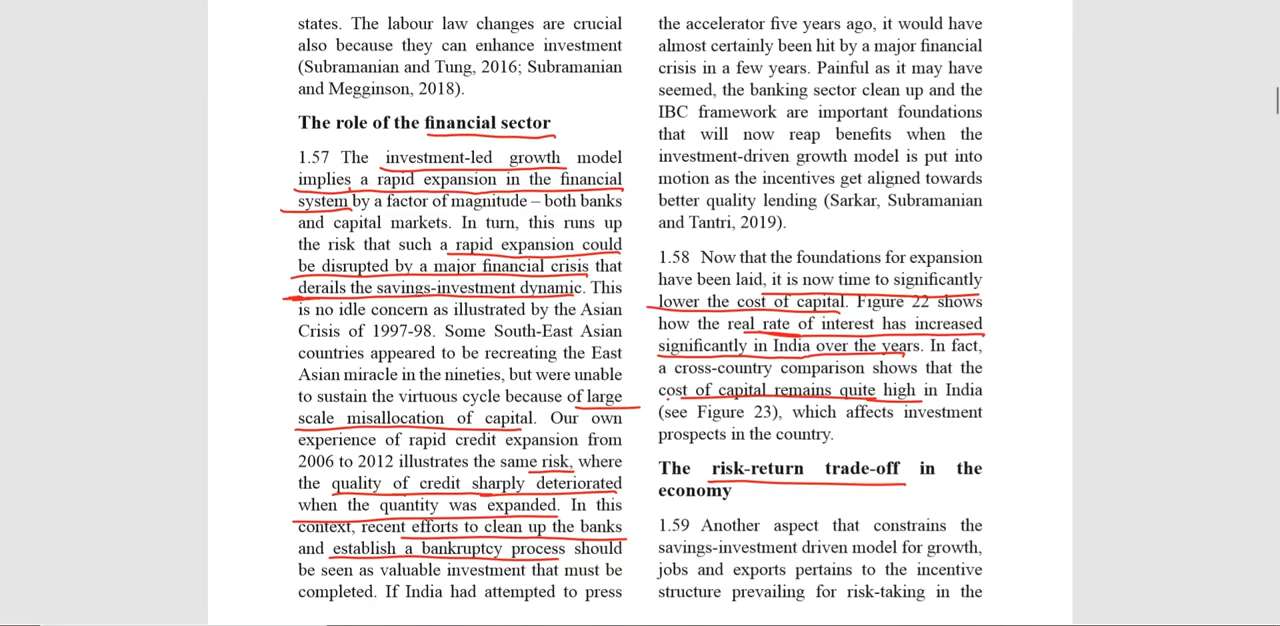 states. The labour law changes are crucial
also because they can enhance investment
(Subramanian and Tung, 2016; Subramanian
and Megginson, 2018).
The role of the financial sector
1.57 The investment-led growth model
implies a rapid expansion in the financial
system by a factor of magnitude – both banks
and capital markets. In turn, this runs up
the risk that such a rapid expansion could
be disrupted by a major financial crisis that
derails the savings-investment dynamic. This
is no idle concern as illustrated by the Asian
Crisis of 1997-98. Some South-East Asian
countries appeared to be recreating the East
Asian miracle in the nineties, but were unable
to sustain the virtuous cycle because of large
scale misallocation of capital. Our own
experience of rapid credit expansion from
2006 to 2012 illustrates the same risk, where
the quality of credit sharply deteriorated
when the quantity was expanded. In this
context, recent efforts to clean up the banks
and establish a bankruptcy process should
be seen as valuable investment that must be
completed. If India had attempted to press
the accelerator five years ago, it would have
almost certainly been hit by a major financial
crisis in a few years. Painful as it may have
seemed, the banking sector clean up and the
IBC framework are important foundations
that will now reap benefits when the
investment-driven growth model is put into
motion as the incentives get aligned towards
better quality lending (Sarkar, Subramanian
and Tantri, 2019).
1.58 Now that the foundations for expansion
have been laid, it is now time to significantly
lower the cost of capital. Figure 22 shows
how the real rate of interest has increased
significantly in India over the years. In fact,
a cross-country comparison shows that the
cost of capital remains quite high in India
(see Figure 23), which affects investment
prospects in the country.
The risk-return trade-off in the
economy
1.59 Another aspect that constrains the
savings-investment driven model for growth,
jobs and exports pertains to the incentive
structure prevailing for risk-taking in the